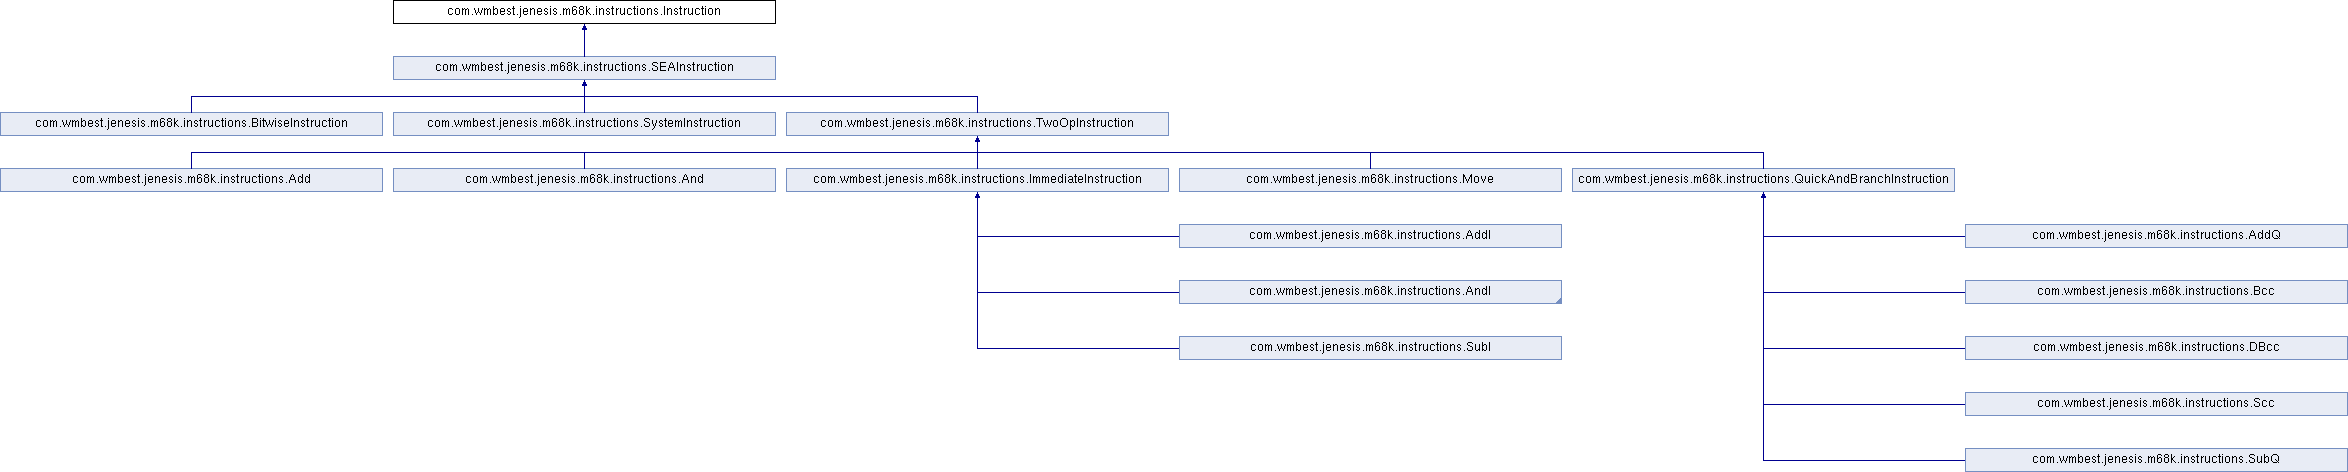 com.wmbest.jenesis.m68k.instructions.Instruction
com.wmbest.jenesis.m68k.instructions.SEAInstruction
com.wmbest.jenesis.m68k.instructions.BitwiseInstruction
com.wmbest.jenesis.m68k.instructions.SystemInstruction
com.wmbest.jenesis.m68k.instructions.TwoOpInstruction
com.wmbest.jenesis.m68k.instructions.Add
com.wmbest.jenesis.m68k.instructions.And
com.wmbest.jenesis.m68k.instructions.ImmediateInstruction
com.wmbest.jenesis.m68k.instructions.Move
com.wmbest.jenesis.m68k.instructions.QuickAndBranchInstruction
com.wmbest.jenesis.m68k.instructions.AddI
com.wmbest.jenesis.m68k.instructions.AddQ
com.wmbest.jenesis.m68k.instructions.AndI
com.wmbest.jenesis.m68k.instructions.Bcc
com.wmbest.jenesis.m68k.instructions.SubI
com.wmbest.jenesis.m68k.instructions.DBcc
com.wmbest.jenesis.m68k.instructions.Scc
com.wmbest.jenesis.m68k.instructions.SubQ